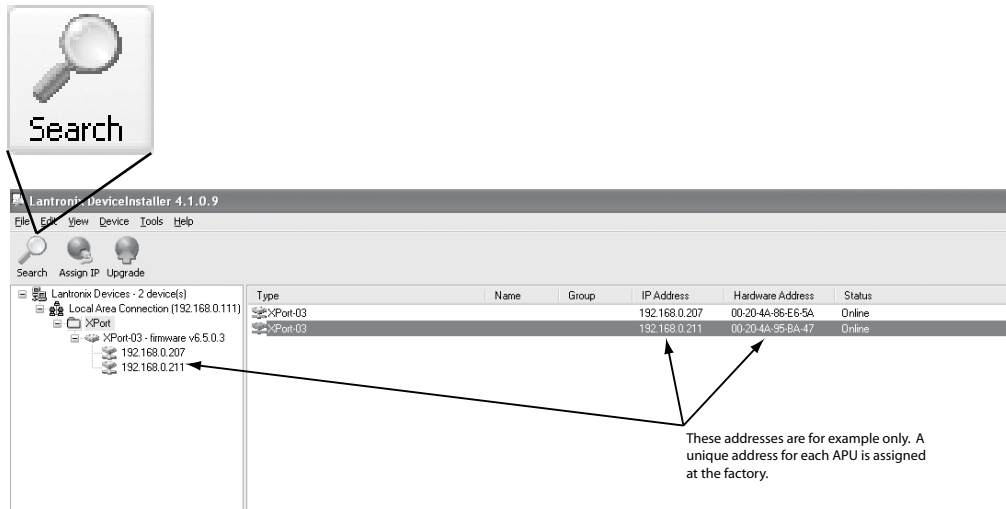 Search
Lantronix DeviceInstaller 4.1.0.9
File Edit View Device Tools Help
Search Assign IP Upgrade
Lantronix Devices - 2 device(s)
Local Area Connection (192.168.0.111)
XPort
XPort-03 - firmware v6.5.0.3
192.168.0.207
192.168.0.211
Type Name Group IP Address Hardware Address Status
XPort-03 192.168.0.207 00-20-4A-86-E6-5A Online
XPort-03 192.168.0.211 00-20-4A-95-BA-47 Online
These addresses are for example only. A
unique address for each APU is assigned
at the factory.